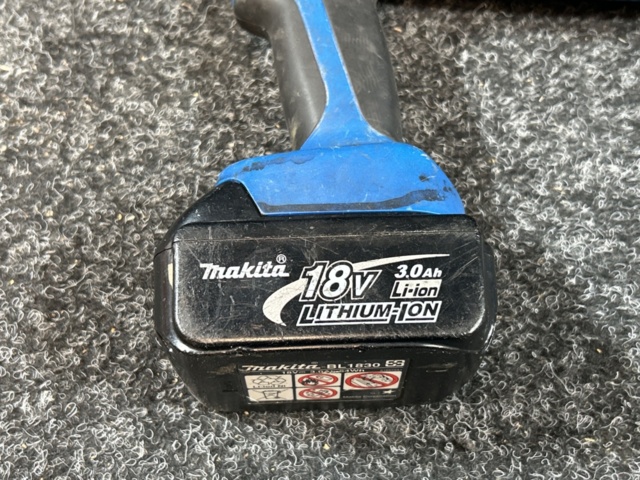 Makita® 18V 3.0Ah
Li-ion
LITHIUM-ION
Makita BL1830